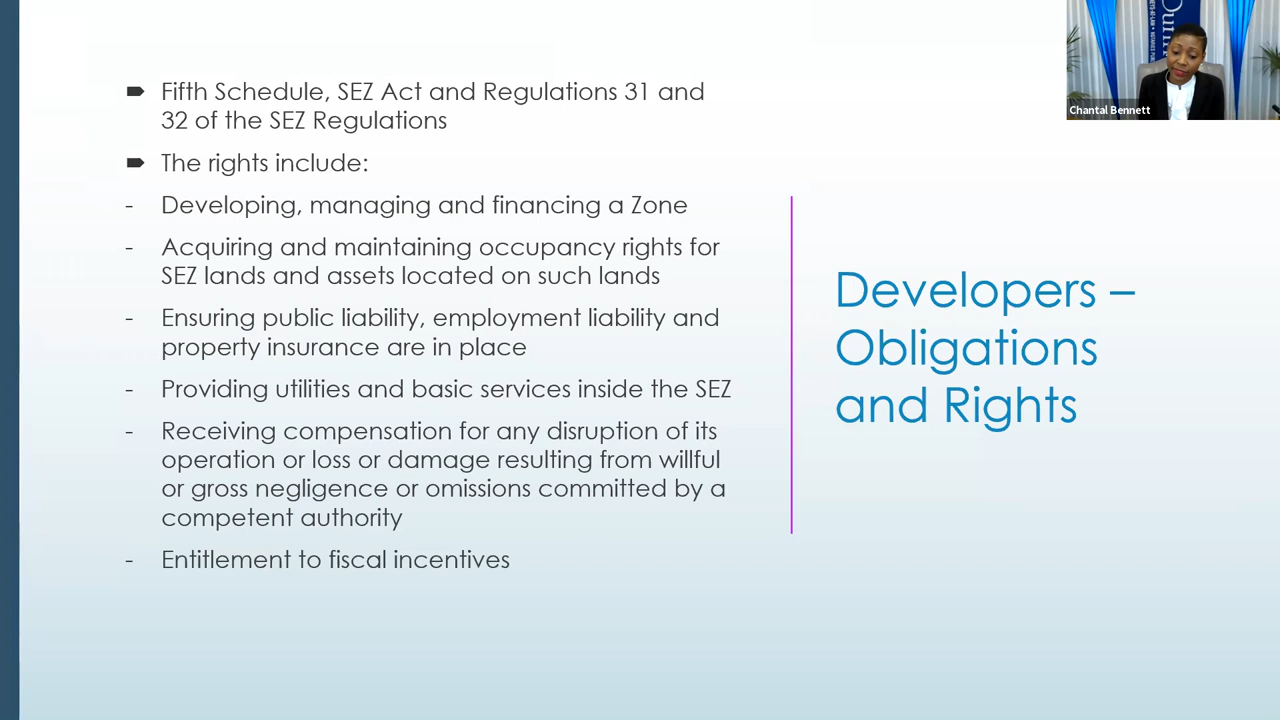 Fifth Schedule, SEZ Act and Regulations 31 and
32 of the SEZ Regulations
The rights include:
- Developing, managing and financing a Zone
- Acquiring and maintaining occupancy rights for
SEZ lands and assets located on such lands
- Ensuring public liability, employment liability and
property insurance are in place
- Providing utilities and basic services inside the SEZ
- Receiving compensation for any disruption of its
operation or loss or damage resulting from willful
or gross negligence or omissions committed by a
competent authority
- Entitlement to fiscal incentives
Developers –
Obligations
and Rights
Chantal Bennett